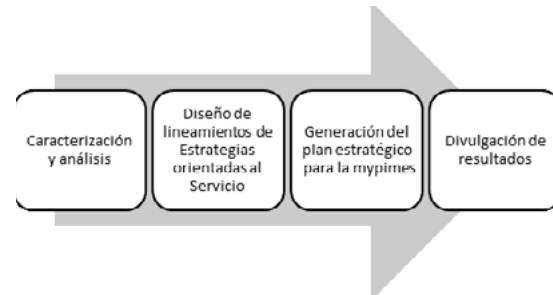 Caracterización
y análisis
Diseño de
lineamientos de
Estrategias
orientadas al
Servicio
Generación del
plan estratégico
para la mypimes
Divulgación de
resultados